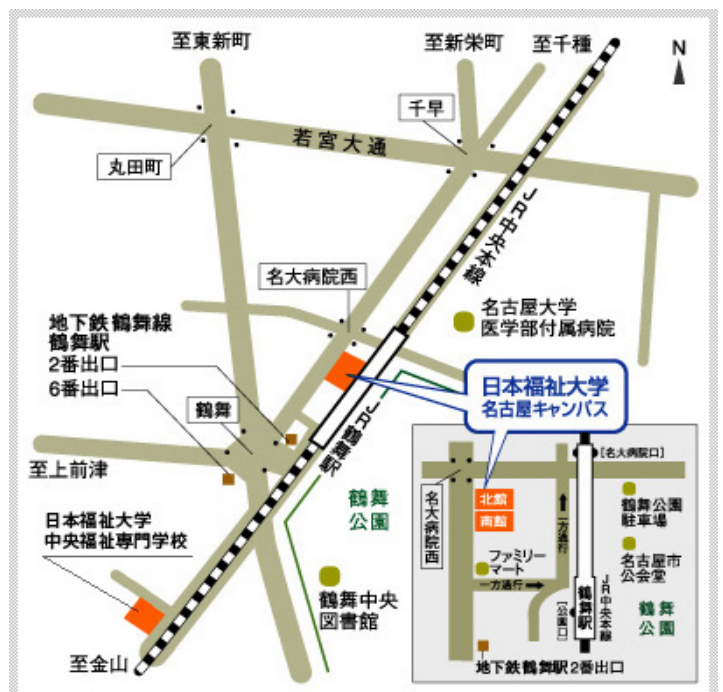 至東新町
至新栄町
至千種
N
千早
若宮大通
丸田町
JR中央本線
名大病院西
名古屋大学
医学部付属病院
地下鉄鶴舞線
鶴舞駅
2番出口
6番出口
日本福祉大学
名古屋キャンパス
鶴舞
JR鶴舞駅
至上前津
鶴舞
公園
日本福祉大学
中央福祉専門学校
鶴舞中央
図書館
至金山
[名大病院口]
名大病院西
北館
南館
一方通行
鶴舞公園
駐車場
ファミリー
マート
名古屋市
公会堂
一方通行
[公園口]
鶴舞駅
JR中央本線
鶴舞
公園
地下鉄鶴舞駅2番出口